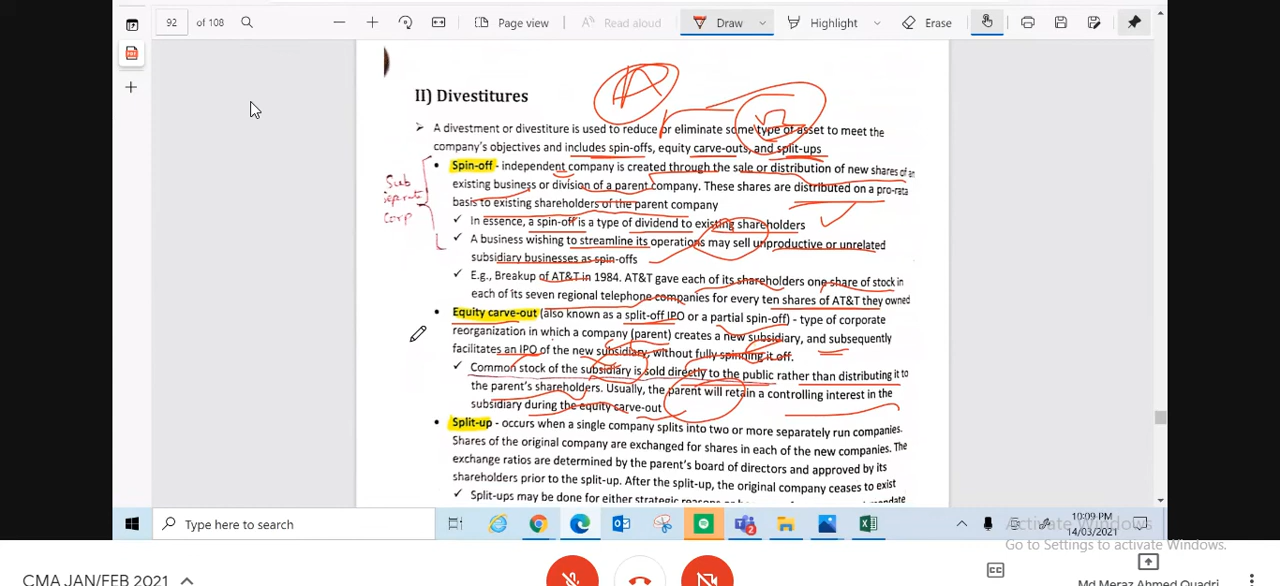 92 of 108
Page view
Read aloud
Draw
Highlight
Erase
II) Divestitures
A divestment or divestiture is used to reduce or eliminate some type of asset to meet the
company's objectives and includes spin-offs, equity carve-outs, and split-ups
Spin-off - independent company is created through the sale or distribution of new shares of an
existing business or division of a parent company. These shares are distributed on a pro-rata
basis to existing shareholders of the parent company
Sub
Separate
Corp
In essence, a spin-off is a type of dividend to existing shareholders
A business wishing to streamline its operations may sell unproductive or unrelated
subsidiary businesses as spin-offs
E.g., Breakup of AT&T in 1984. AT&T gave each of its shareholders one share of stock in
each of its seven regional telephone companies for every ten shares of AT&T they owned
Equity carve-out (also known as a split-off IPO or a partial spin-off) - type of corporate
reorganization in which a company (parent) creates a new subsidiary, and subsequently
facilitates an IPO of the new subsidiary, without fully spinning it off.
Common stock of the subsidiary is sold directly to the public rather than distributing it to
the parent's shareholders. Usually, the parent will retain a controlling interest in the
subsidiary during the equity carve-out
Split-up - occurs when a single company splits into two or more separately run companies.
Shares of the original company are exchanged for shares in each of the new companies. The
exchange ratios are determined by the parent's board of directors and approved by its
shareholders prior to the split-up. After the split-up, the original company ceases to exist
Split-ups may be done for either strategic reasons or
Type here to search
10:09 PM
14/03/2021
Activate Windows
Go to Settings to activate Windows.
CMA JAN/FEB 2021
Md Meraz Ahmed Quadri